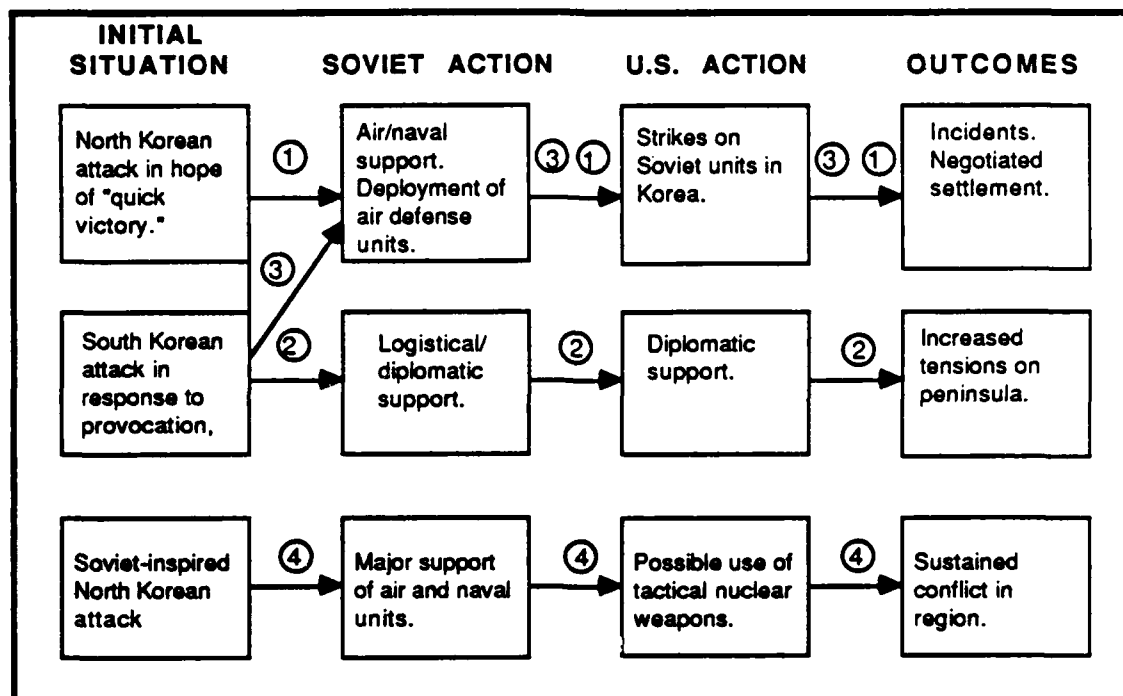 INITIAL
SITUATION
SOVIET ACTION
U.S. ACTION
OUTCOMES
North Korean
attack in hope
of "quick
victory."
①
Air/naval
support.
Deployment of
air defense
units.
③ ①
Strikes on
Soviet units in
Korea.
③ ①
Incidents.
Negotiated
settlement.
③
South Korean
attack in
response to
provocation,
②
Logistical/
diplomatic
support.
②
Diplomatic
support.
②
Increased
tensions on
peninsula.
Soviet-inspired
North Korean
attack
④
Major support
of air and naval
units.
④
Possible use of
tactical nuclear
weapons.
④
Sustained
conflict in
region.